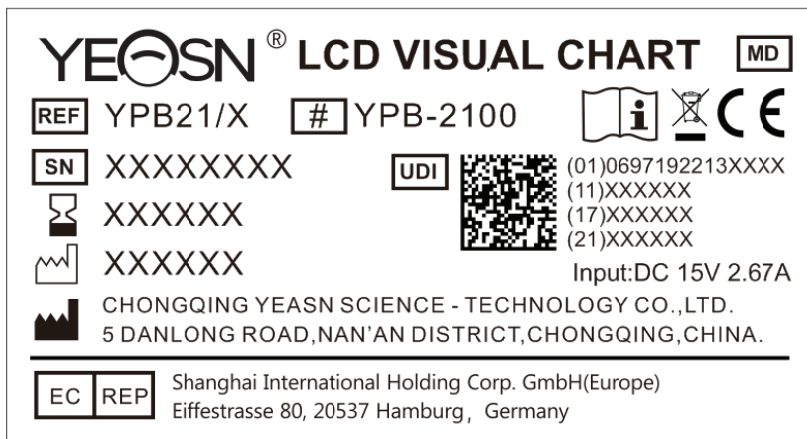 YEASN® LCD VISUAL CHART MD
REF YPB21/X # YPB-2100
SN XXXXXXXX
UDI
(01)0697192213XXXX
(11)XXXXXX
(17)XXXXXX
(21)XXXXXX
XXXXXX
XXXXXX
Input:DC 15V 2.67A
CHONGQING YEASN SCIENCE - TECHNOLOGY CO.,LTD.
5 DANLONG ROAD,NAN'AN DISTRICT,CHONGQING,CHINA.
EC REP
Shanghai International Holding Corp. GmbH(Europe)
Eiffestrasse 80, 20537 Hamburg, Germany
CE